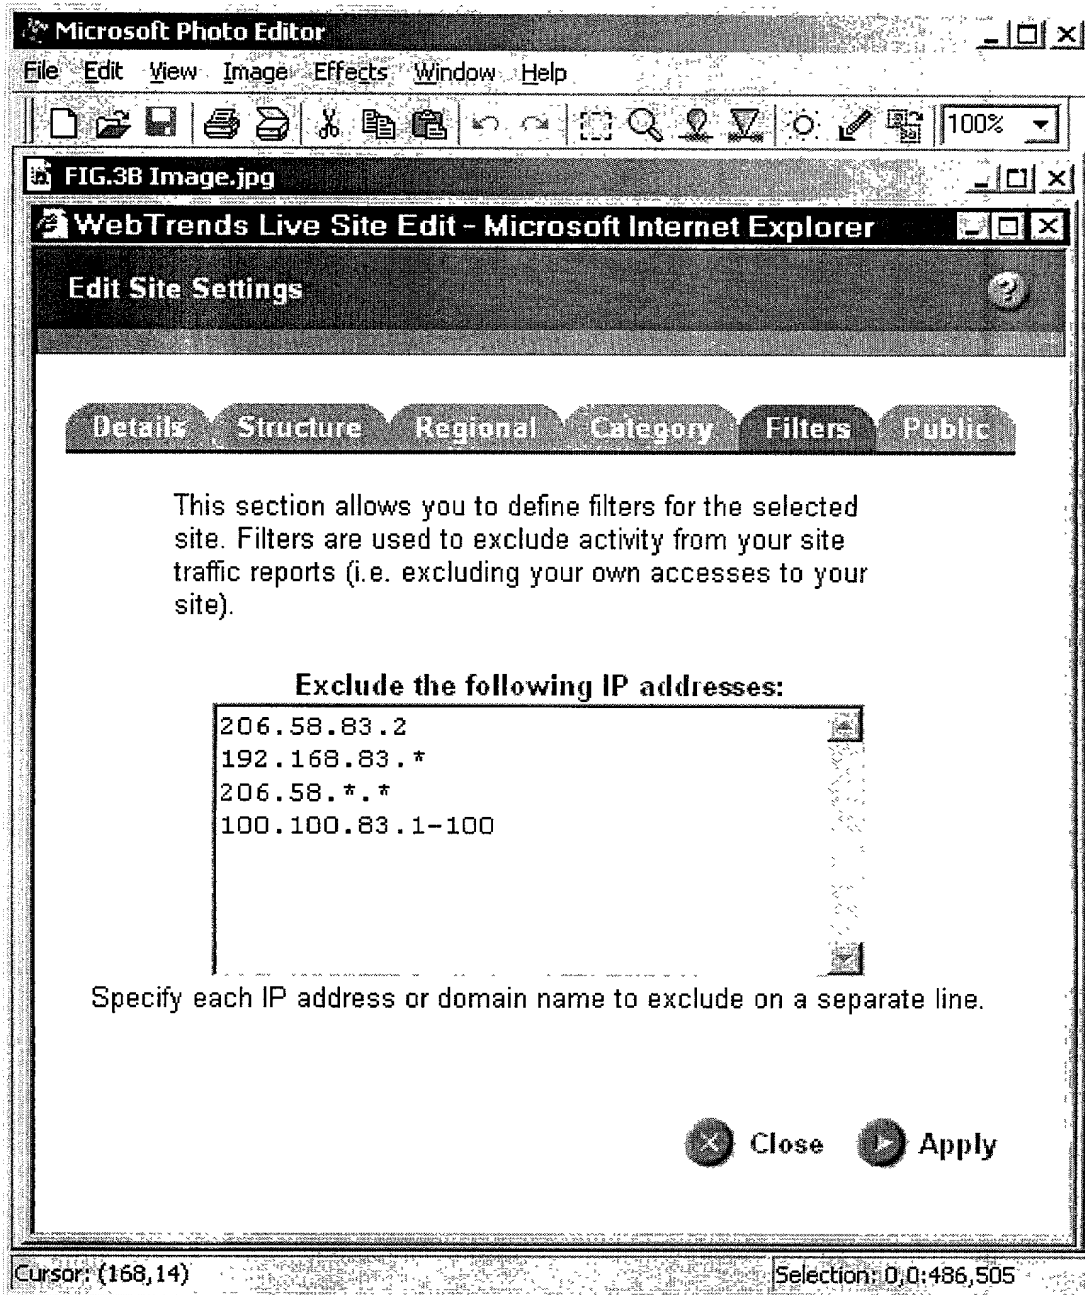 Microsoft Photo Editor
File Edit View Image Effects Window Help
100%
FIG.3B Image.jpg
WebTrends Live Site Edit - Microsoft Internet Explorer
Edit Site Settings
?
Details Structure Regional Category Filters Public
This section allows you to define filters for the selected
site. Filters are used to exclude activity from your site
traffic reports (i.e. excluding your own accesses to your
site).
Exclude the following IP addresses:
206.58.83.2
192.168.83.*
206.58.*.*
100.100.83.1-100
Specify each IP address or domain name to exclude on a separate line.
Close Apply
Cursor: (168,14) Selection: 0,0:486,505